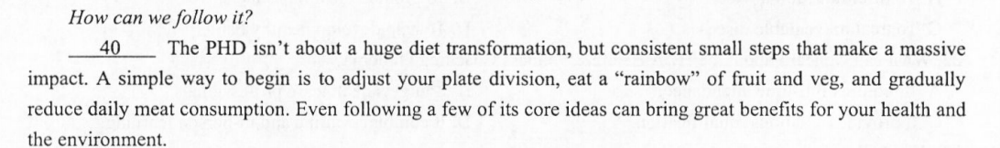 How can we follow it?
40 The PHD isn't about a huge diet transformation, but consistent small steps that make a massive
impact. A simple way to begin is to adjust your plate division, eat a “rainbow” of fruit and veg, and gradually
reduce daily meat consumption. Even following a few of its core ideas can bring great benefits for your health and
the environment.